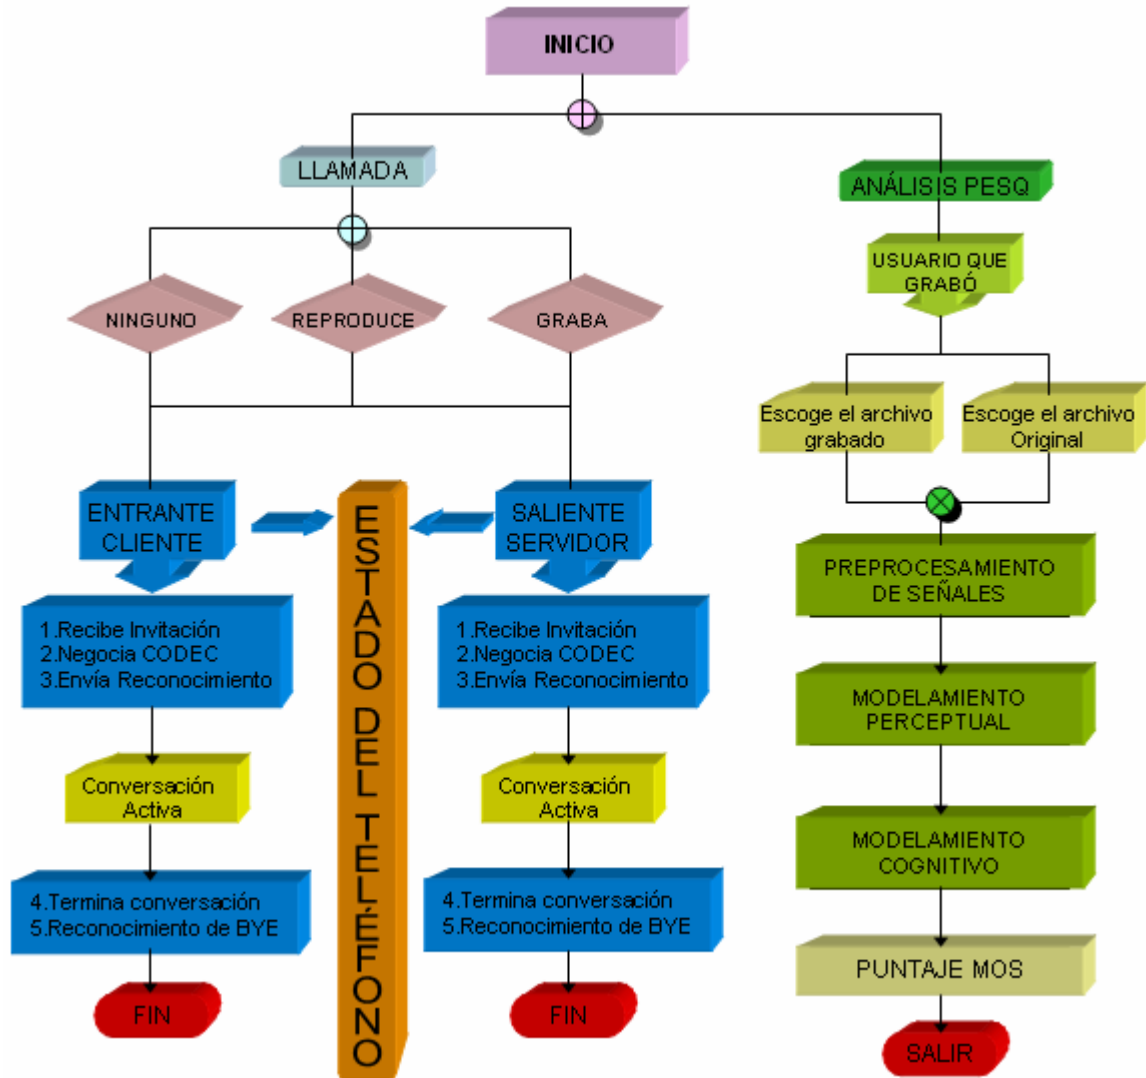 INICIO
LLAMADA
ANÁLISIS PESQ
USUARIO QUE
GRABÓ
NINGUNO
REPRODUCE
GRABA
Escoge el archivo
grabado
Escoge el archivo
Original
ENTRANTE
CLIENTE
ESTADO DEL TELÉFONO
SALIENTE
SERVIDOR
PREPROCESAMIENTO
DE SEÑALES
1.Recibe Invitación
2.Negocia CODEC
3.Envía Reconocimiento
1.Recibe Invitación
2.Negocia CODEC
3.Envía Reconocimiento
MODELAMIENTO
PERCEPTUAL
Conversación
Activa
Conversación
Activa
MODELAMIENTO
COGNITIVO
4.Termina conversación
5.Reconocimiento de BYE
4.Termina conversación
5.Reconocimiento de BYE
PUNTAJE MOS
FIN
FIN
SALIR